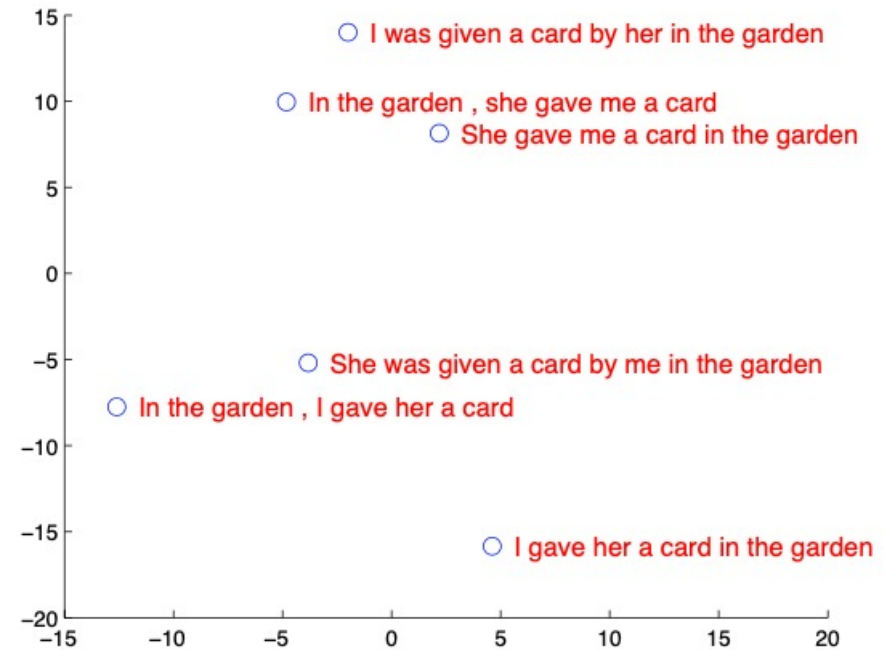 15
I was given a card by her in the garden
10
In the garden , she gave me a card
She gave me a card in the garden
5
0
−5
She was given a card by me in the garden
In the garden , I gave her a card
−10
−15
I gave her a card in the garden
−20
−15 −10 −5 0 5 10 15 20